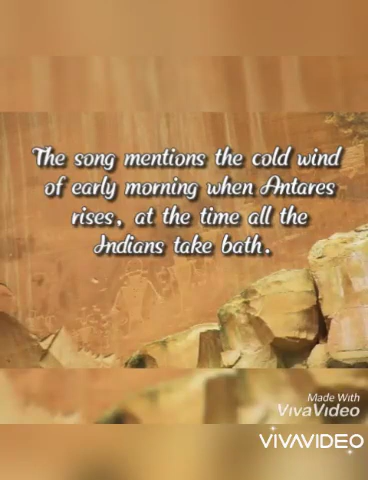 The song mentions the cold wind
of early morning when Antares
rises, at the time all the
Indians take bath.
Made With
VivaVideo
VIVAVIDEO